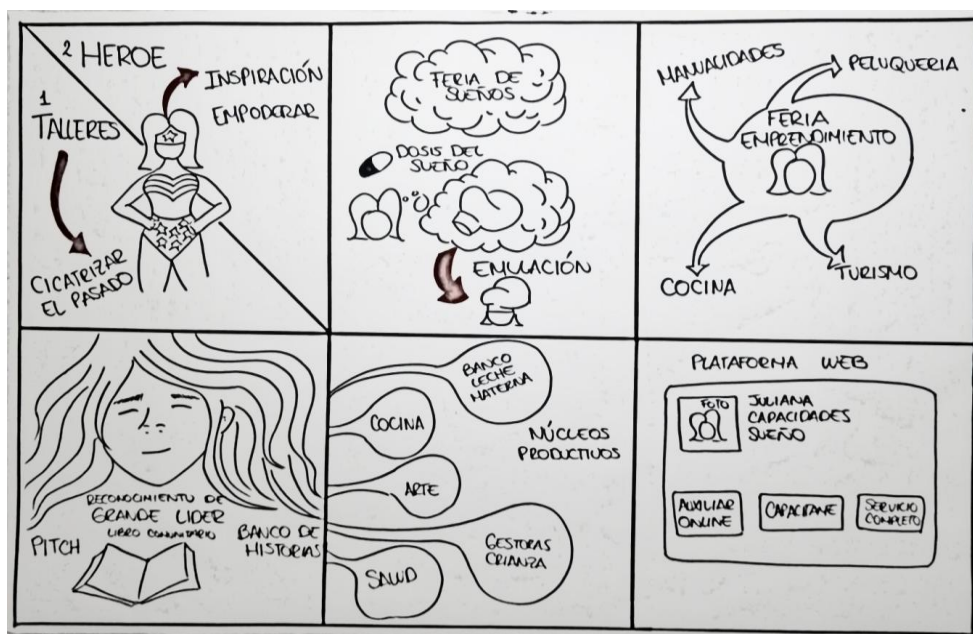 2 HEROE
1
TALLERES
INSPIRACIÓN
EMPODERAR
CICATRIZAR
EL PASADO
FERIA DE
SUEÑOS
DOSIS DEL
SUEÑO
EMULACIÓN
MANUALIDADES
PELUQUERIA
FERIA
EMPRENDIMIENTO
COCINA
TURISMO
RECONOCIMIENTO DE
GRANDE LIDER
LIBRO COMUNITARIO
PITCH
BANCO DE
HISTORIAS
BANCO
LECHE
MATERNA
COCINA
NÚCLEOS
PRODUCTIVOS
ARTE
GESTORAS
CRIANZA
SALUD
PLATAFORMA WEB
FOTO
JULIANA
CAPACIDADES
SUEÑO
AUXILIAR
ONLINE
CAPACITANE
SERVICIO
COMPLETO